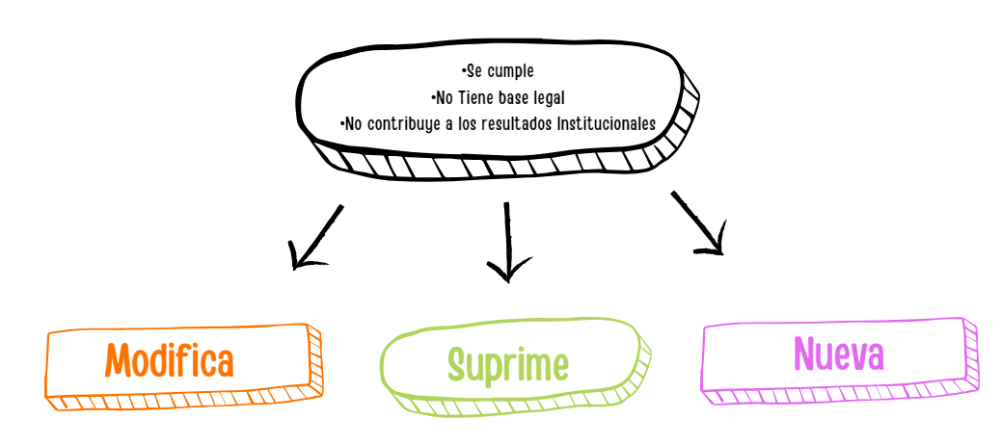 •Se cumple
•No Tiene base legal
•No contribuye a los resultados Institucionales
Modifica
Suprime
Nueva